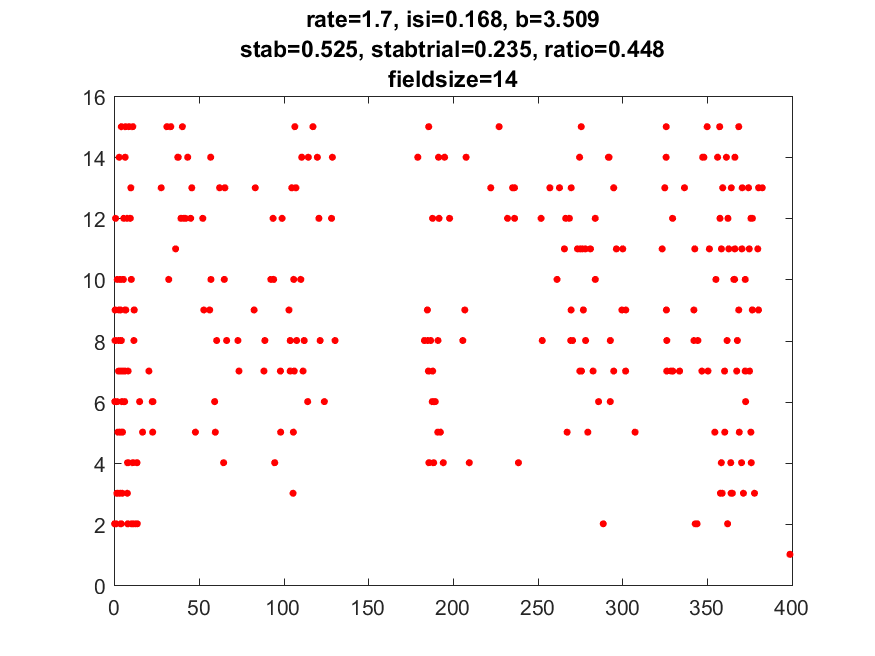 rate=1.7, isi=0.168, b=3.509
stab=0.525, stabtrial=0.235, ratio=0.448
fieldsize=14
16
14
12
10
8
6
4
2
0
0 50 100 150 200 250 300 350 400